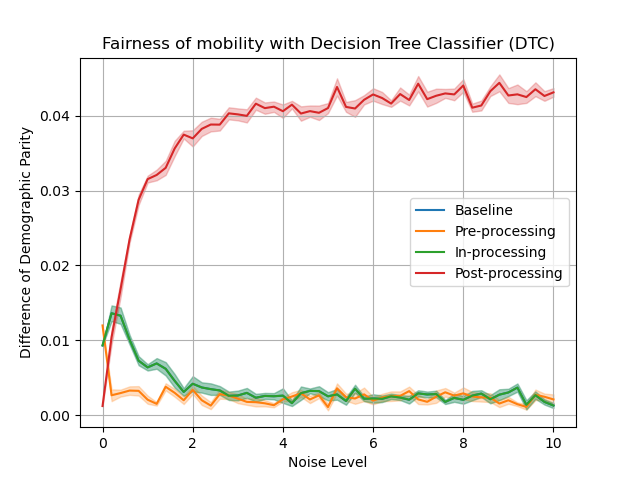 Fairness of mobility with Decision Tree Classifier (DTC)
Difference of Demographic Parity
0.04
0.03
0.02
0.01
0.00
Baseline
Pre-processing
In-processing
Post-processing
0 2 4 6 8 10
Noise Level